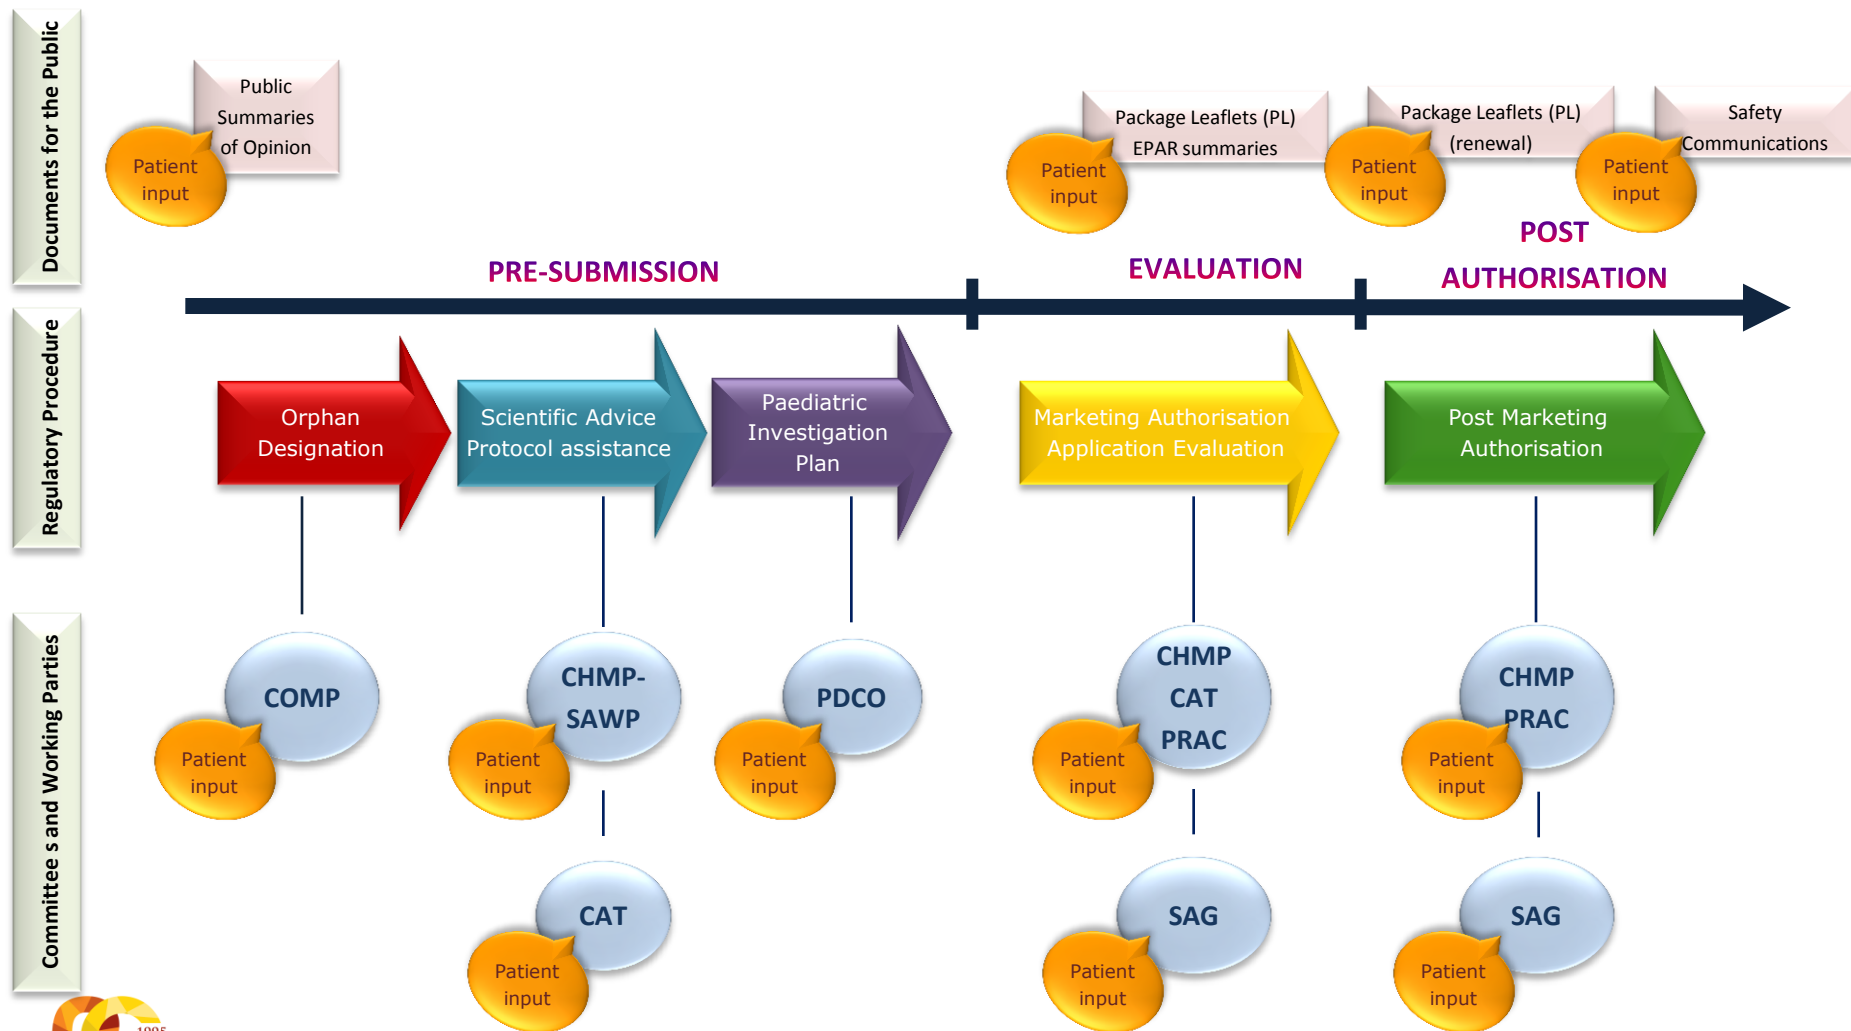 Documents for the Public
Public
Summaries
of Opinion
Patient
input
Package Leaflets (PL)
EPAR summaries
Patient
input
Package Leaflets (PL)
(renewal)
Patient
input
Safety
Communications
Patient
input
PRE-SUBMISSION
EVALUATION
POST
AUTHORISATION
Regulatory Procedure
Orphan
Designation
Scientific Advice
Protocol assistance
Paediatric
Investigation
Plan
Marketing Authorisation
Application Evaluation
Post Marketing
Authorisation
Committee s and Working Parties
COMP
Patient
input
CHMP-
SAWP
Patient
input
PDCO
Patient
input
CHMP
CAT
PRAC
Patient
input
CHMP
PRAC
Patient
input
CAT
Patient
input
SAG
Patient
input
SAG
Patient
input
1995